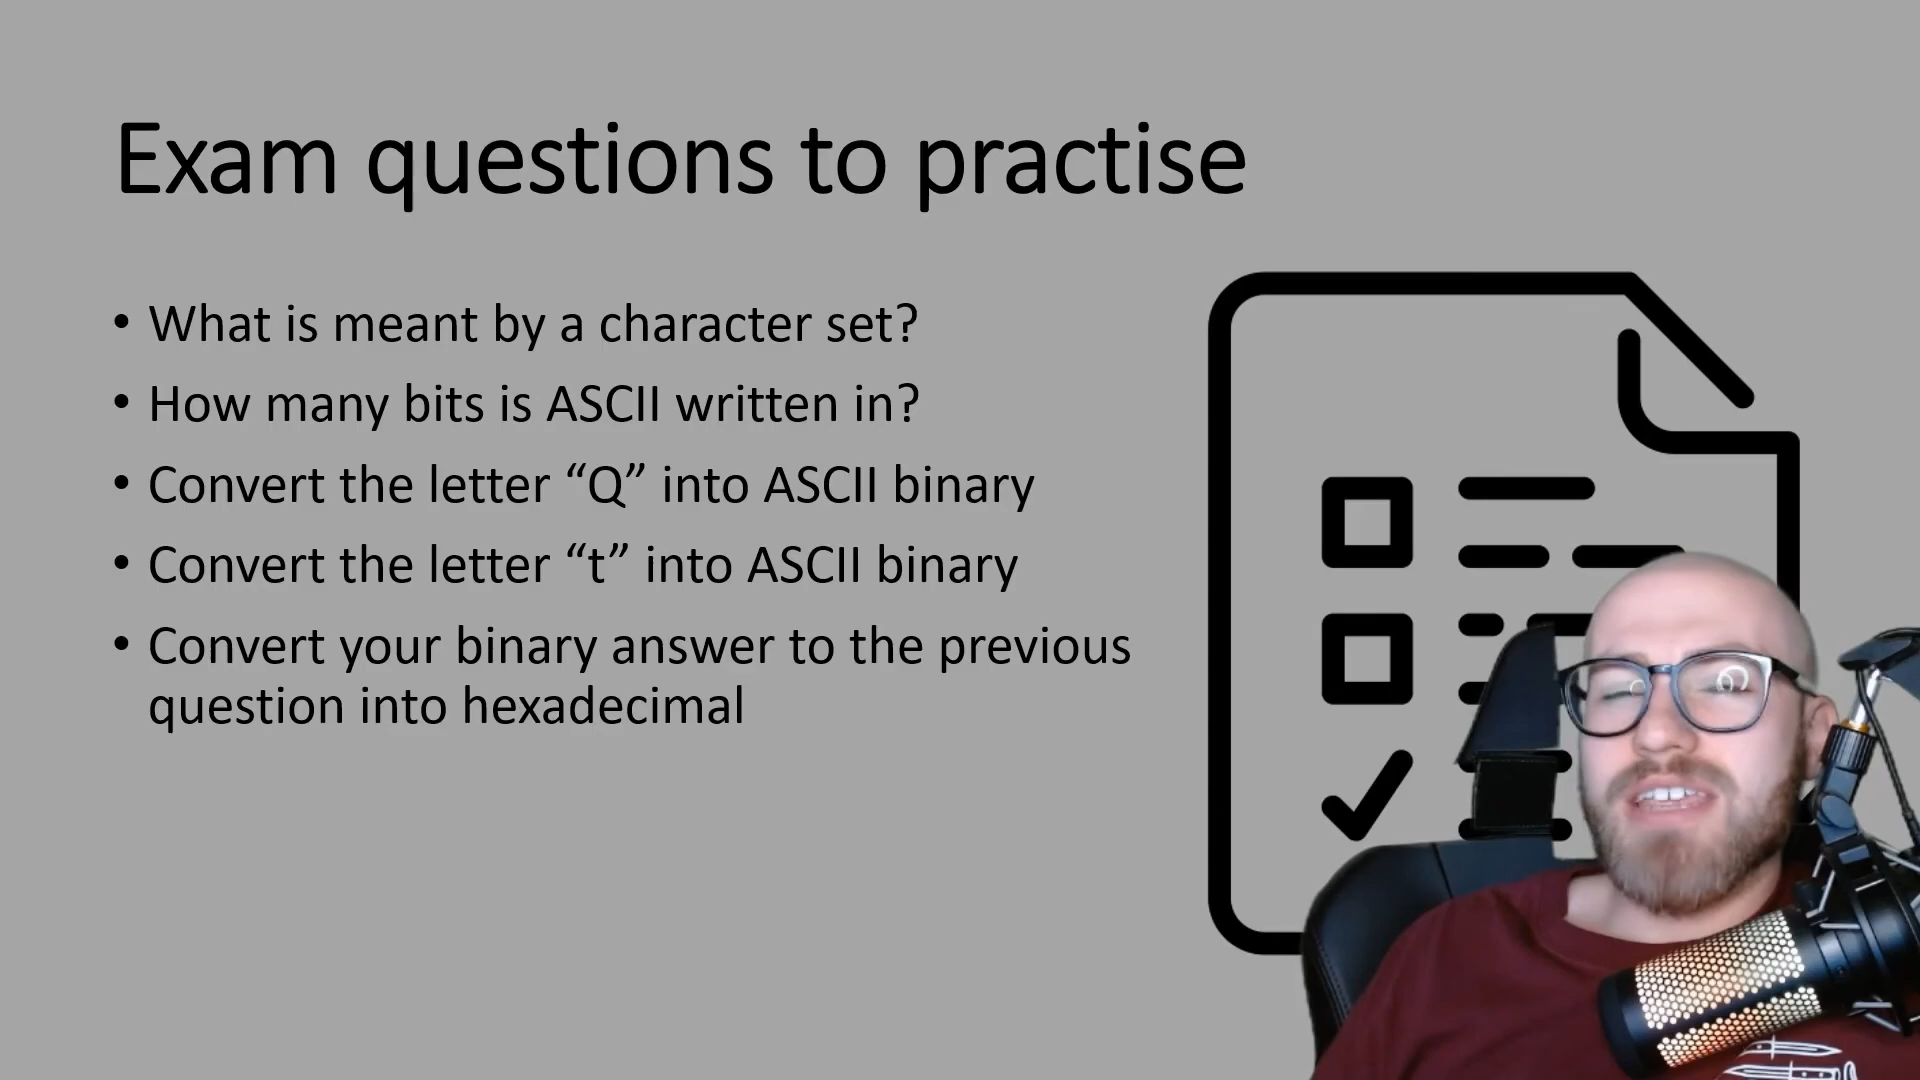 Exam questions to practise
• What is meant by a character set?
• How many bits is ASCII written in?
• Convert the letter “Q” into ASCII binary
• Convert the letter “t” into ASCII binary
• Convert your binary answer to the previous
question into hexadecimal